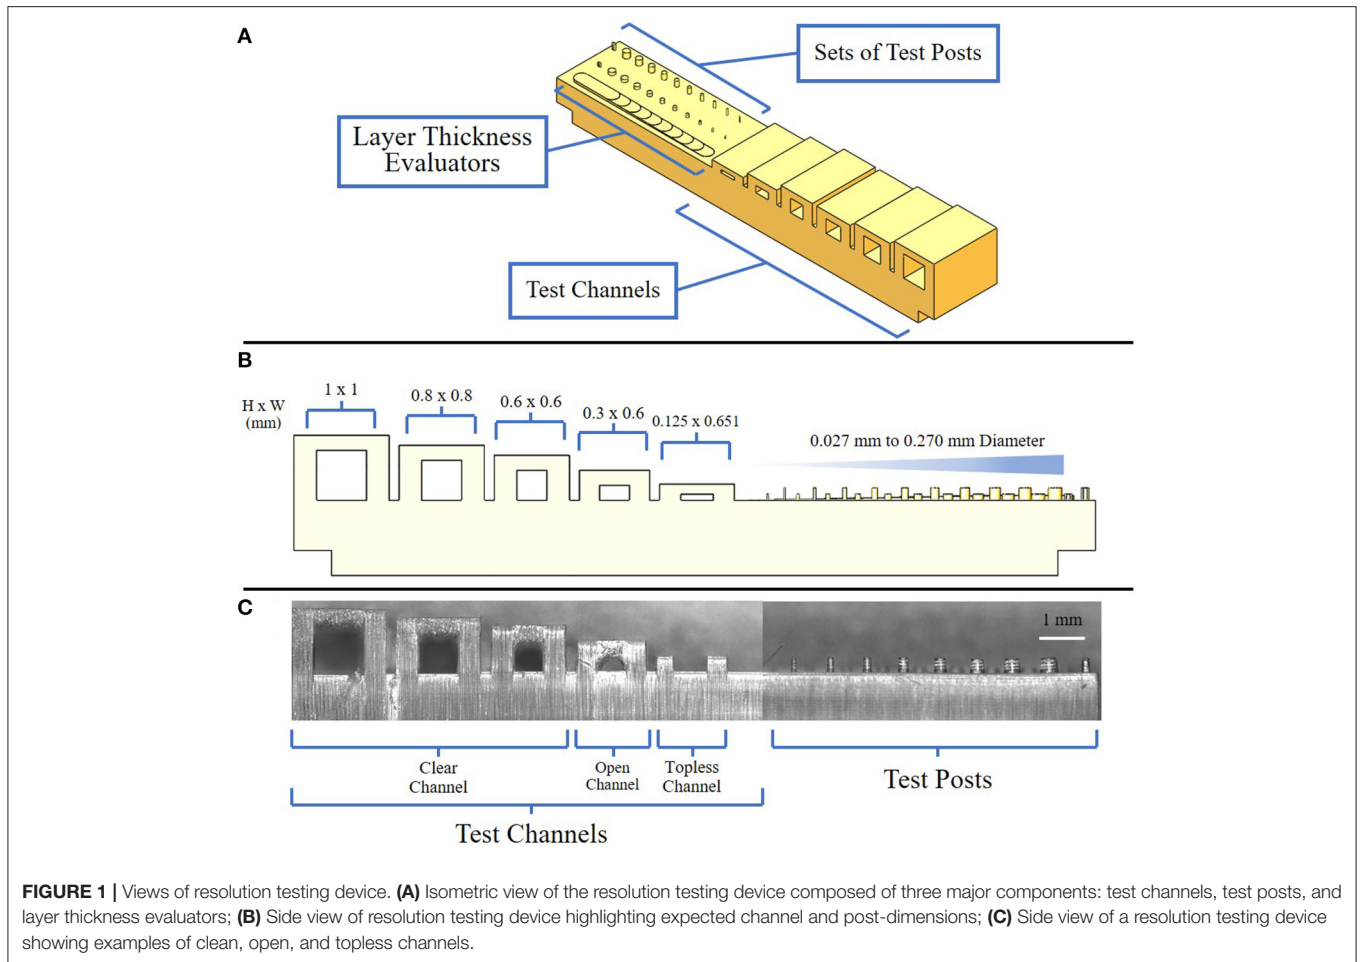 A
Sets of Test Posts
Layer Thickness
Evaluators
Test Channels
B
H x W
(mm)
1 x 1
0.8 x 0.8
0.6 x 0.6
0.3 x 0.6
0.125 x 0.651
0.027 mm to 0.270 mm Diameter
C
1 mm
Clear
Channel
Open
Channel
Topless
Channel
Test Posts
Test Channels
FIGURE 1 | Views of resolution testing device. (A) Isometric view of the resolution testing device composed of three major components: test channels, test posts, and
layer thickness evaluators; (B) Side view of resolution testing device highlighting expected channel and post-dimensions; (C) Side view of a resolution testing device
showing examples of clean, open, and topless channels.